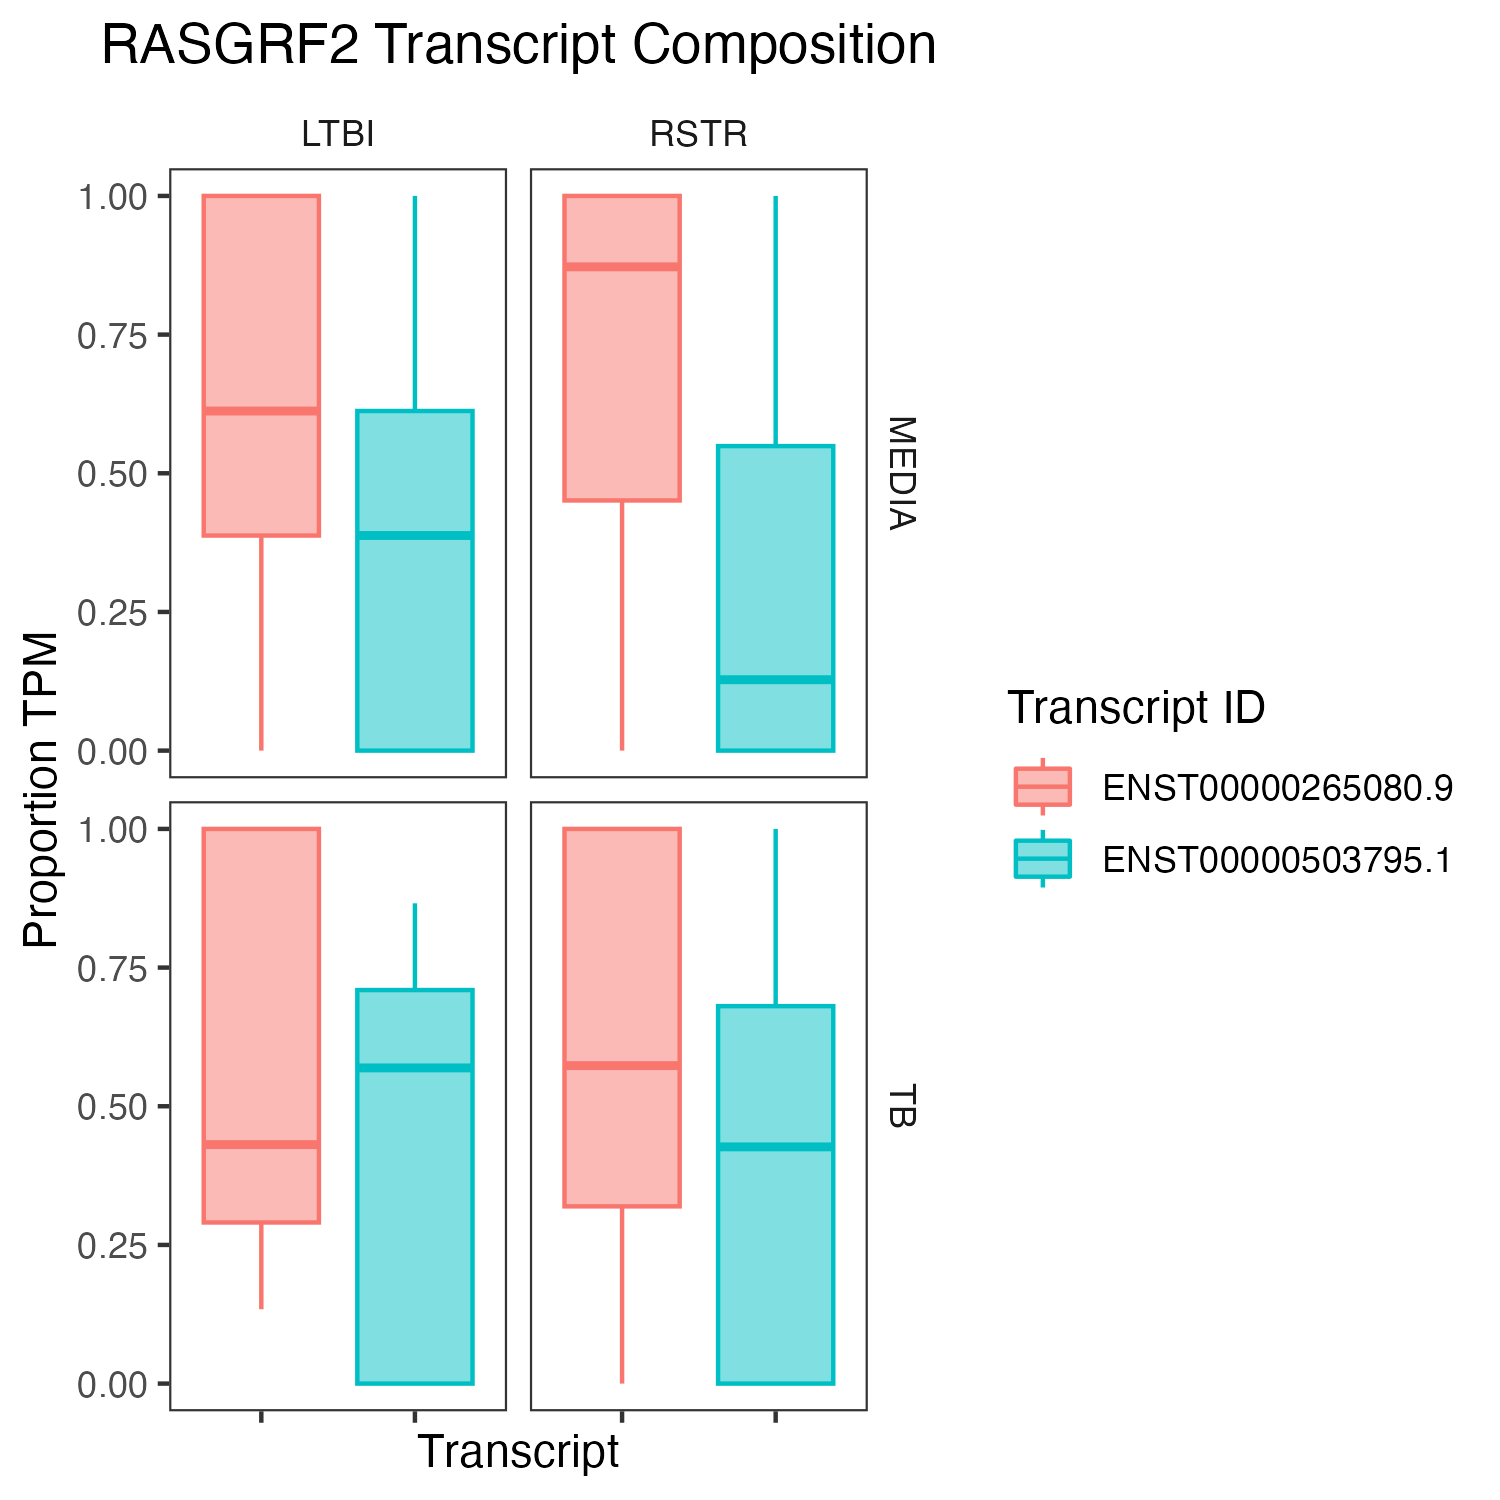 RASGRF2 Transcript Composition
LTBI
RSTR
1.00
0.75
0.50
0.25
0.00
MEDIA
1.00
0.75
0.50
0.25
0.00
TB
Proportion TPM
Transcript
Transcript ID
ENST00000265080.9
ENST00000503795.1